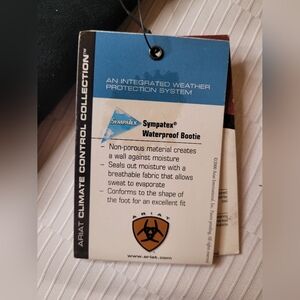 ARIAT CLIMATE CONTROL COLLECTION™
AN INTEGRATED WEATHER
PROTECTION SYSTEM
SYMPATEX
Sympatex®
Waterproof Bootie
- Non-porous material creates
a wall against moisture
- Seals out moisture with a
breathable fabric that allows
sweat to evaporate
- Conforms to the shape of
the foot for an excellent fit
ARIAT
www.ariat.com